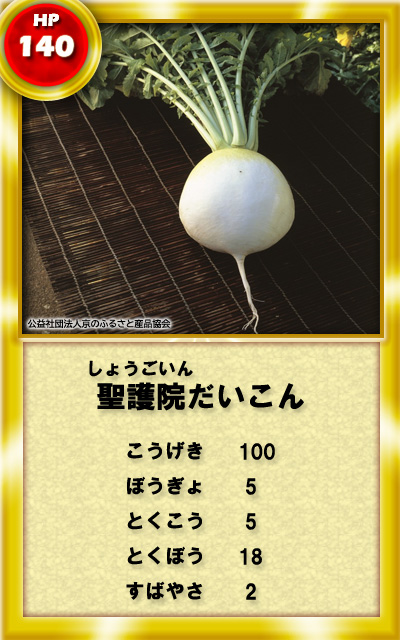 HP
140
公益社団法人京のふるさと産品協会
しょうごいん
聖護院だいこん
こうげき 100
ぼうぎょ 5
とくこう 5
とくぼう 18
すばやさ 2